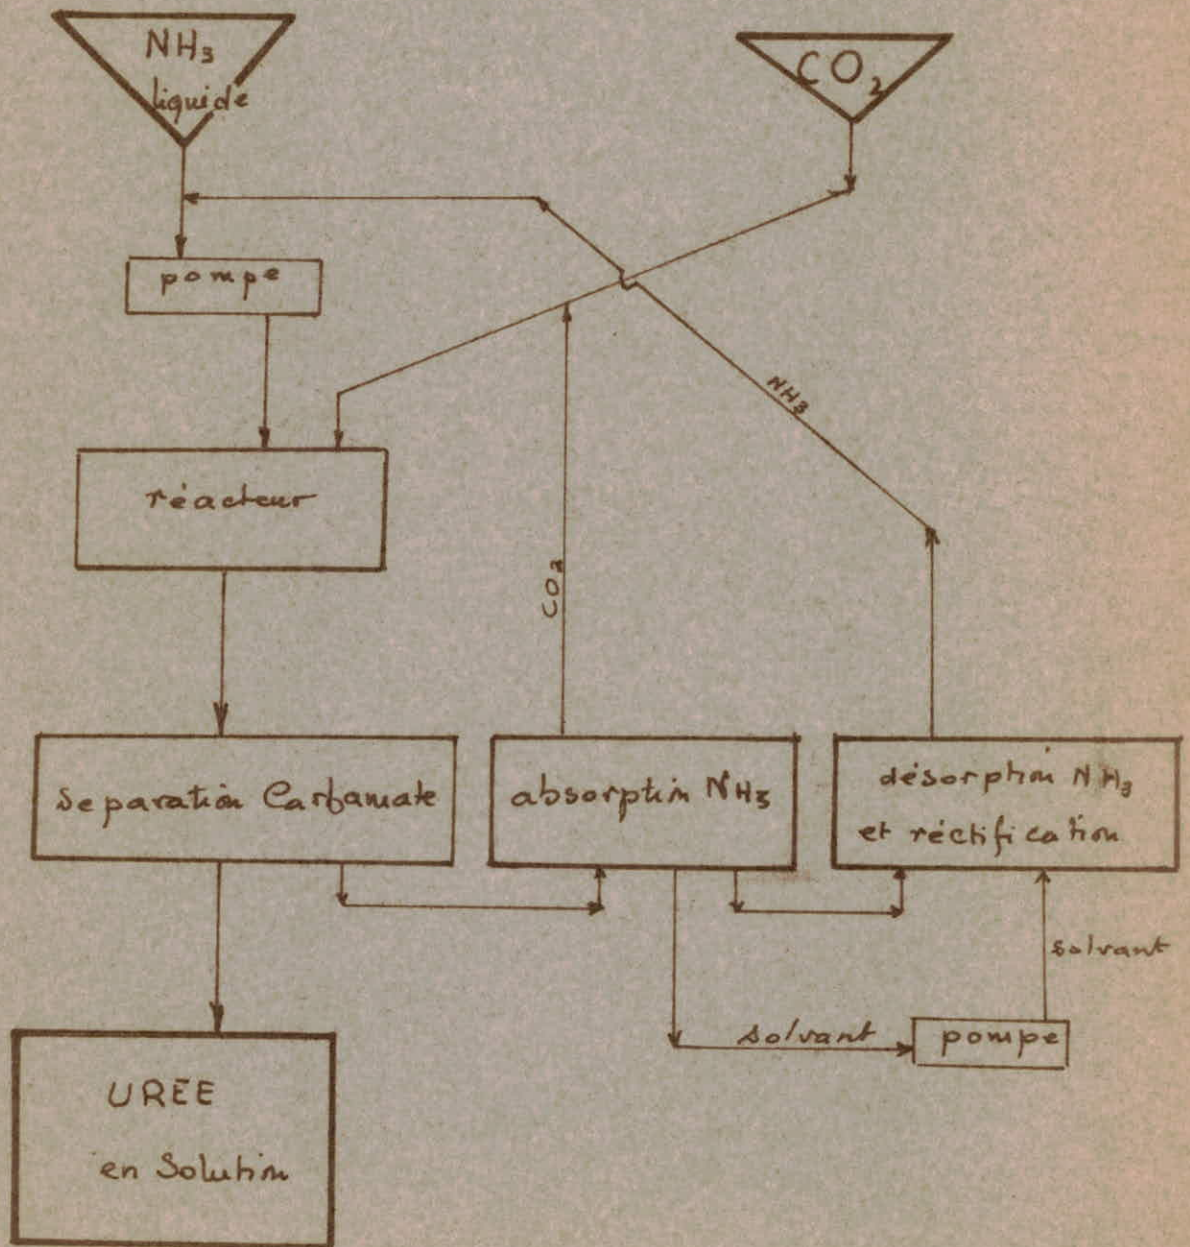 NH₃
liquide
CO₂
pompe
NH₃
réacteur
CO₂
Séparation Carbamate
absorption NH₃
désorption NH₃
et réctification
solvant
solvant
pompe
UREE
en Solution